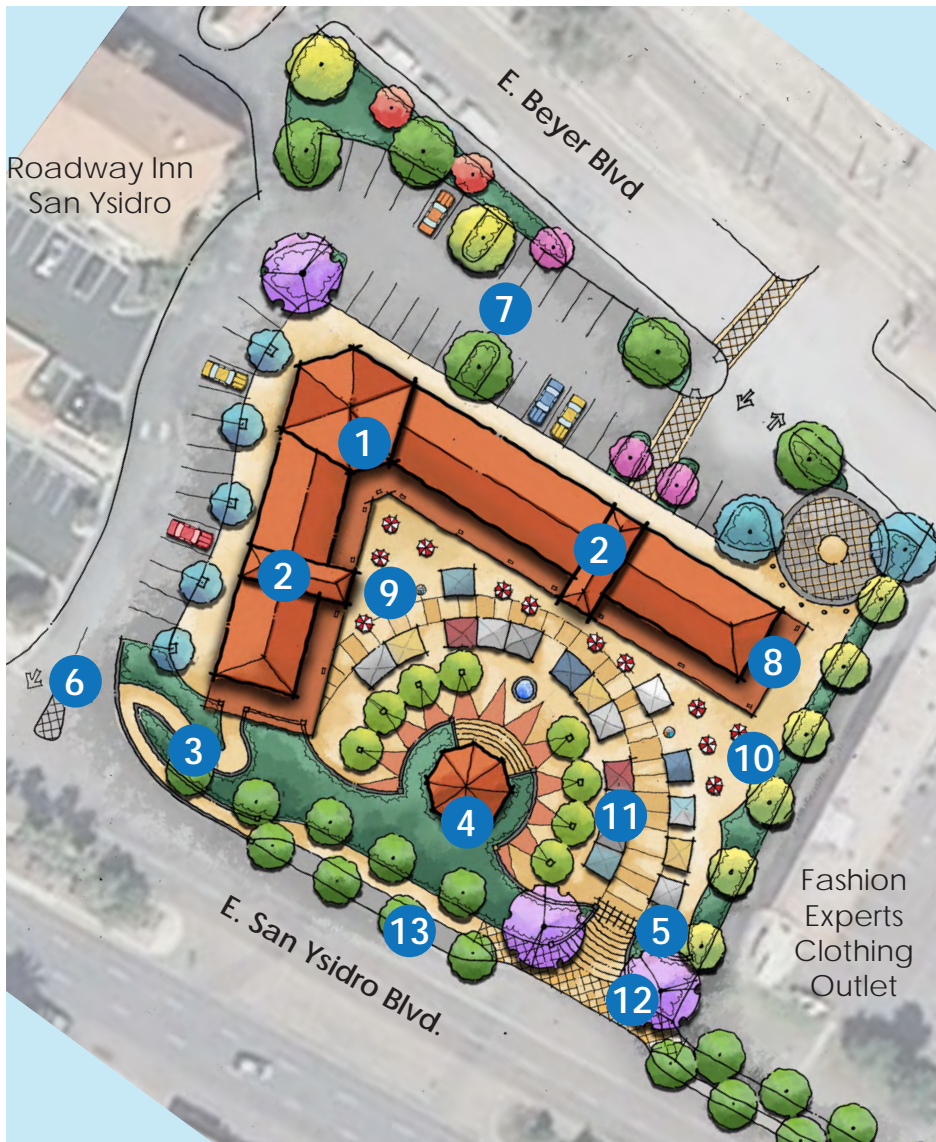 E. Beyer Blvd
Roadway Inn
San Ysidro
7
1
2
2
9
8
6
3
10
4
11
Fashion
Experts
Clothing
Outlet
E. San Ysidro Blvd.
13
5
12